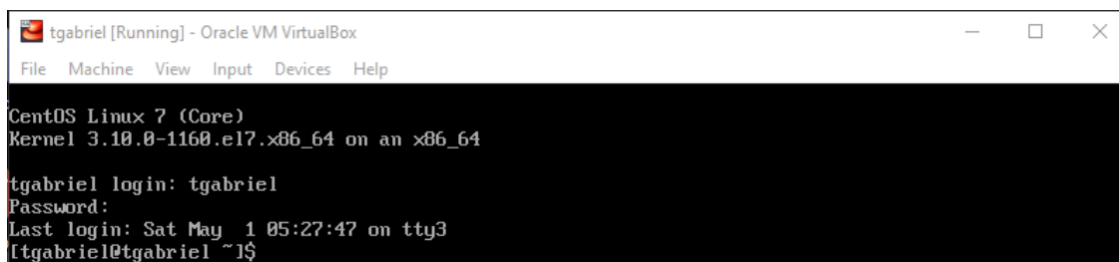 tgabriel [Running] - Oracle VM VirtualBox
File Machine View Input Devices Help
CentOS Linux 7 (Core)
Kernel 3.10.0-1160.el7.x86_64 on an x86_64
tgabriel login: tgabriel
Password:
Last login: Sat May  1 05:27:47 on tty3
[tgabriel@tgabriel ~]$